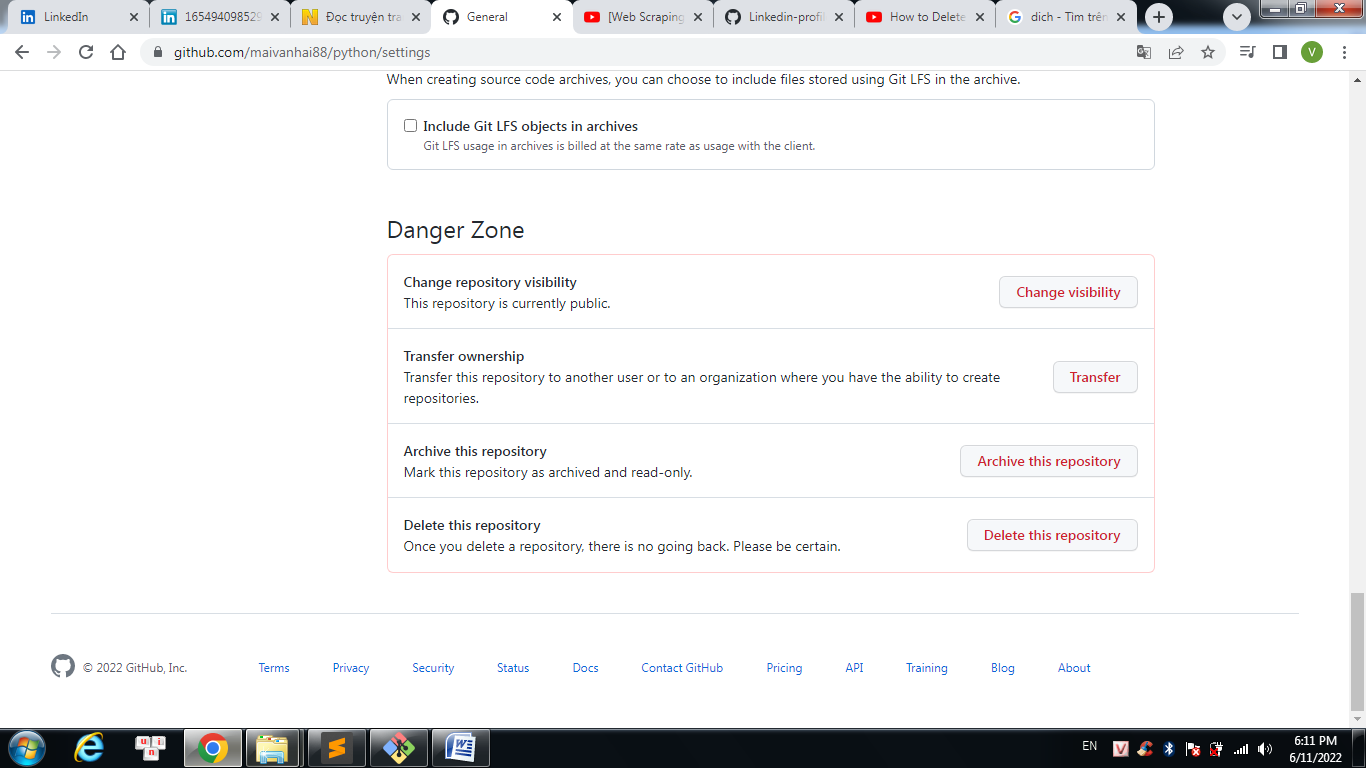 LinkedIn
165494098529
Đọc truyện tra
General
[Web Scraping
Linkedin-profil
How to Delete
dich - Tìm trên
github.com/maivanhai88/python/settings
V
When creating source code archives, you can choose to include files stored using Git LFS in the archive.
Include Git LFS objects in archives
Git LFS usage in archives is billed at the same rate as usage with the client.
Danger Zone
Change repository visibility
This repository is currently public.
Change visibility
Transfer ownership
Transfer this repository to another user or to an organization where you have the ability to create
repositories.
Transfer
Archive this repository
Mark this repository as archived and read-only.
Archive this repository
Delete this repository
Once you delete a repository, there is no going back. Please be certain.
Delete this repository
© 2022 GitHub, Inc.
Terms
Privacy
Security
Status
Docs
Contact GitHub
Pricing
API
Training
Blog
About
EN
6:11 PM
6/11/2022